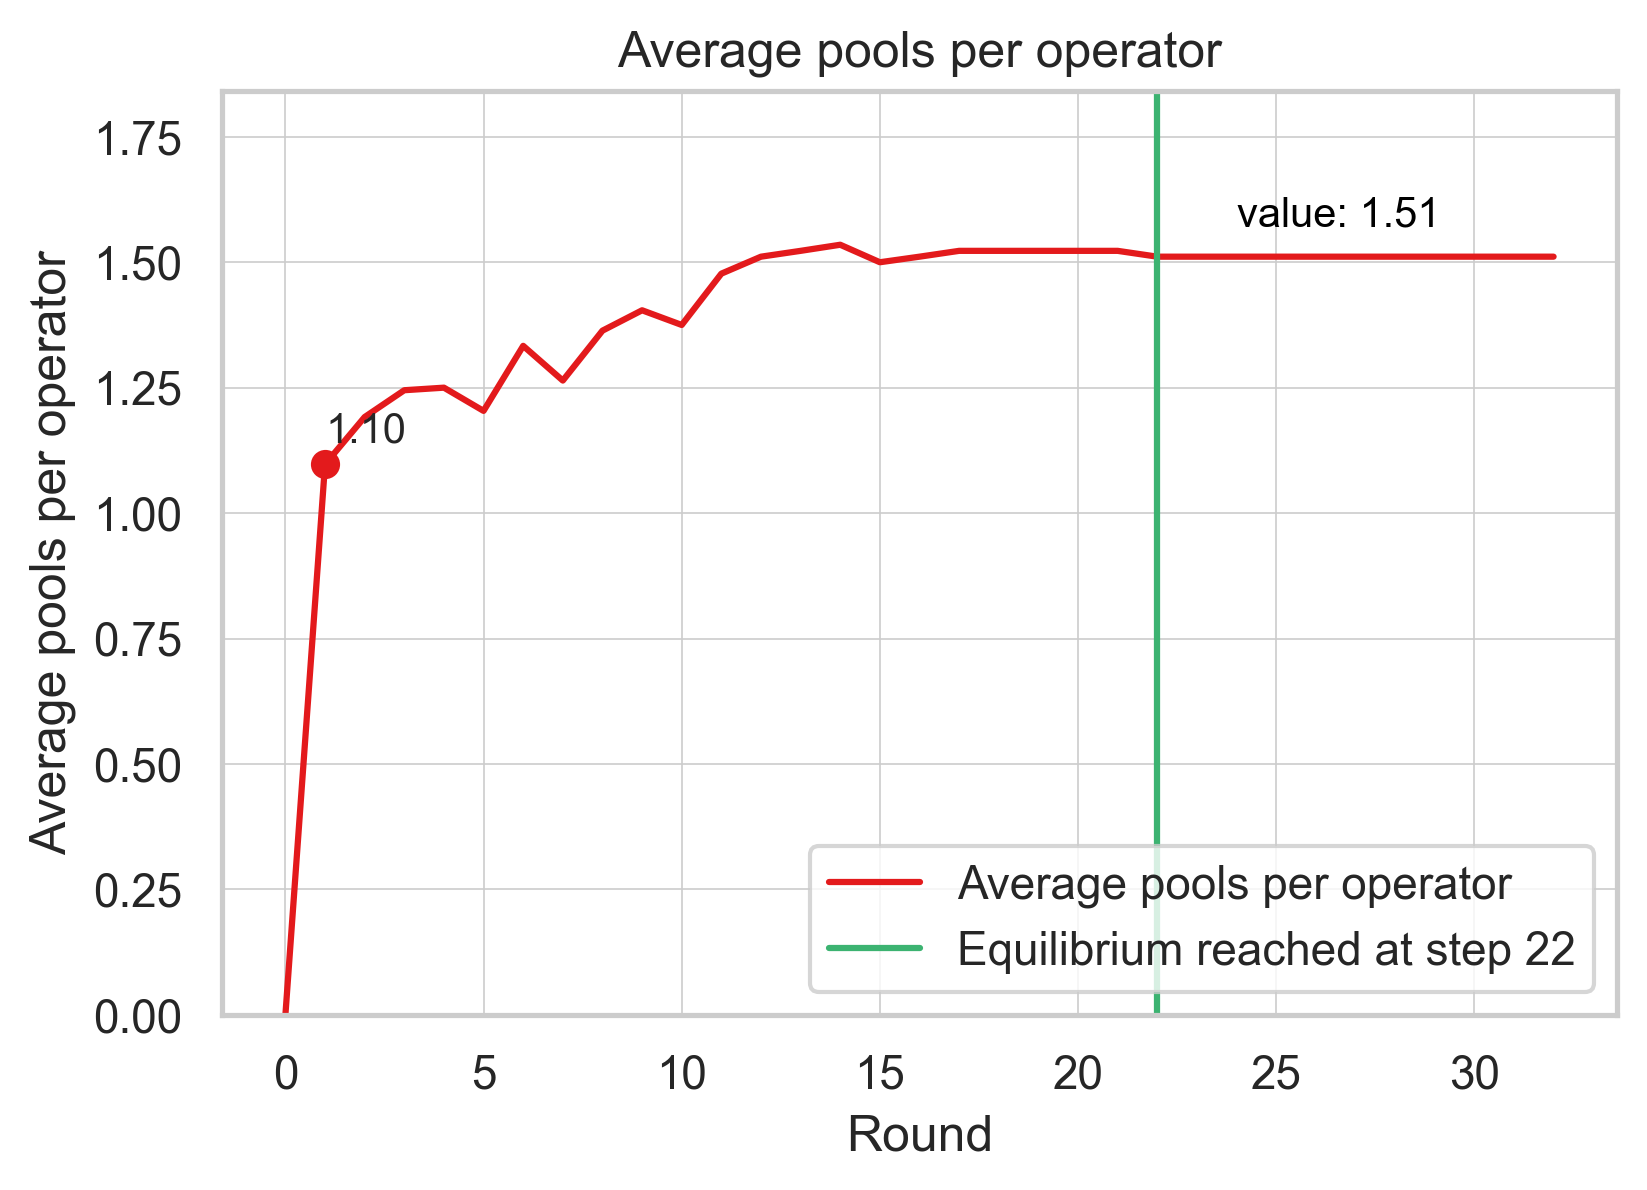 Average pools per operator
Average pools per operator
1.75
1.50
1.25
1.00
0.75
0.50
0.25
0.00
value: 1.51
1.10
Average pools per operator
Equilibrium reached at step 22
0 5 10 15 20 25 30
Round